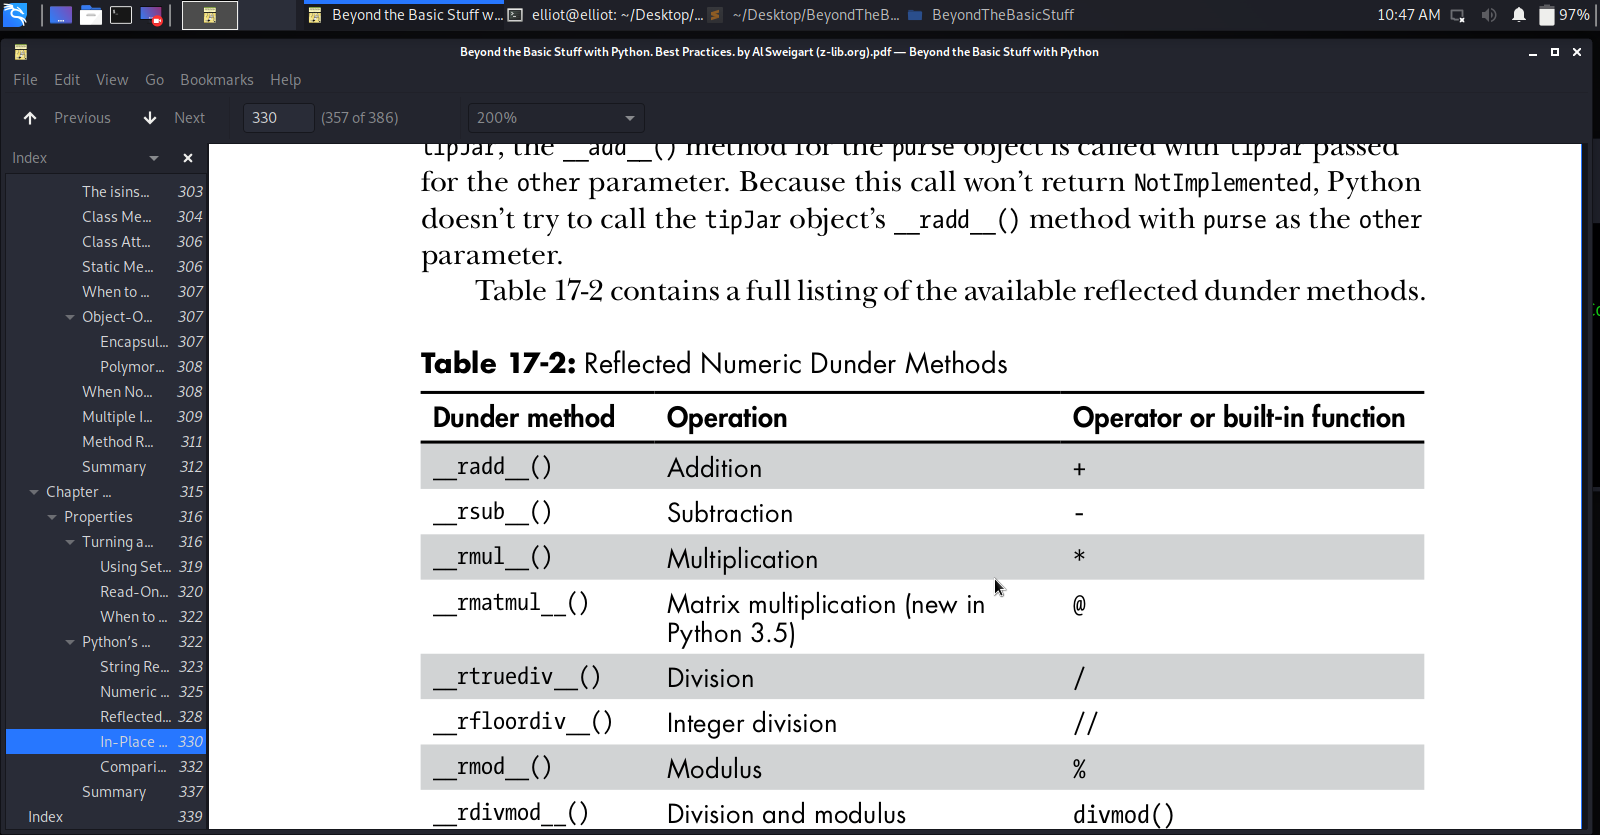 Beyond the Basic Stuff w...
elliot@elliot: ~/Desktop/...
~/Desktop/BeyondTheB...
BeyondTheBasicStuff
10:47 AM
97%
Beyond the Basic Stuff with Python. Best Practices. by Al Sweigart (z-lib.org).pdf — Beyond the Basic Stuff with Python
File Edit View Go Bookmarks Help
Previous Next 330 (357 of 386) 200%
Index
The isins... 303
Class Me... 304
Class Att... 306
Static Me... 306
When to ... 307
Object-O... 307
Encapsul... 307
Polymor... 308
When No... 308
Multiple I... 309
Method R... 311
Summary 312
Chapter ... 315
Properties 316
Turning a... 316
Using Set... 319
Read-On... 320
When to ... 322
Python's ... 322
String Re... 323
Numeric ... 325
Reflected... 328
In-Place ... 330
Compari... 332
Summary 337
Index 339
tipJar, the __add__() method for the purse object is called with tipJar passed
for the other parameter. Because this call won’t return NotImplemented, Python
doesn’t try to call the tipJar object’s __radd__() method with purse as the other
parameter.
Table 17-2 contains a full listing of the available reflected dunder methods.
Table 17-2: Reflected Numeric Dunder Methods
Dunder method Operation Operator or built-in function
__radd__() Addition +
__rsub__() Subtraction -
__rmul__() Multiplication *
__rmatmul__() Matrix multiplication (new in @
Python 3.5)
__rtruediv__() Division /
__rfloordiv__() Integer division //
__rmod__() Modulus %
__rdivmod__() Division and modulus divmod()